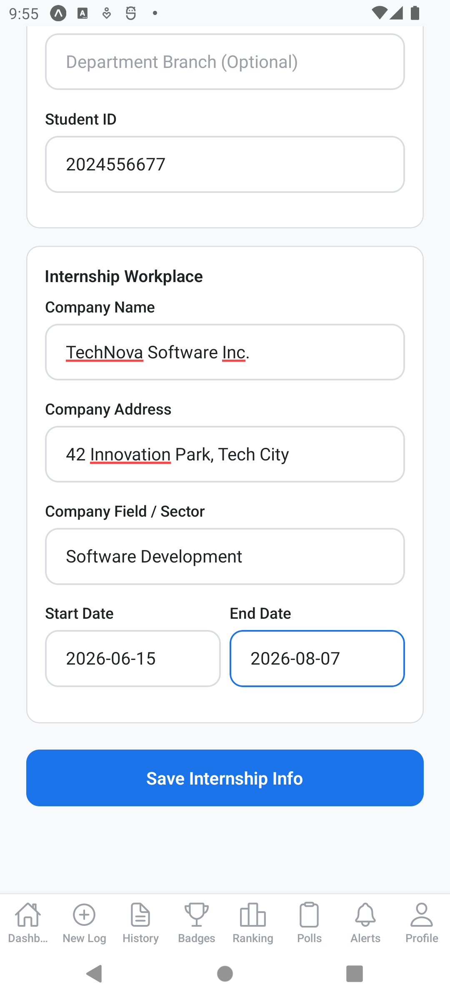 9:55
Department Branch (Optional)
Student ID
2024556677
Internship Workplace
Company Name
TechNova Software Inc.
Company Address
42 Innovation Park, Tech City
Company Field / Sector
Software Development
Start Date End Date
2026-06-15 2026-08-07
Save Internship Info
Dashb... New Log History Badges Ranking Polls Alerts Profile